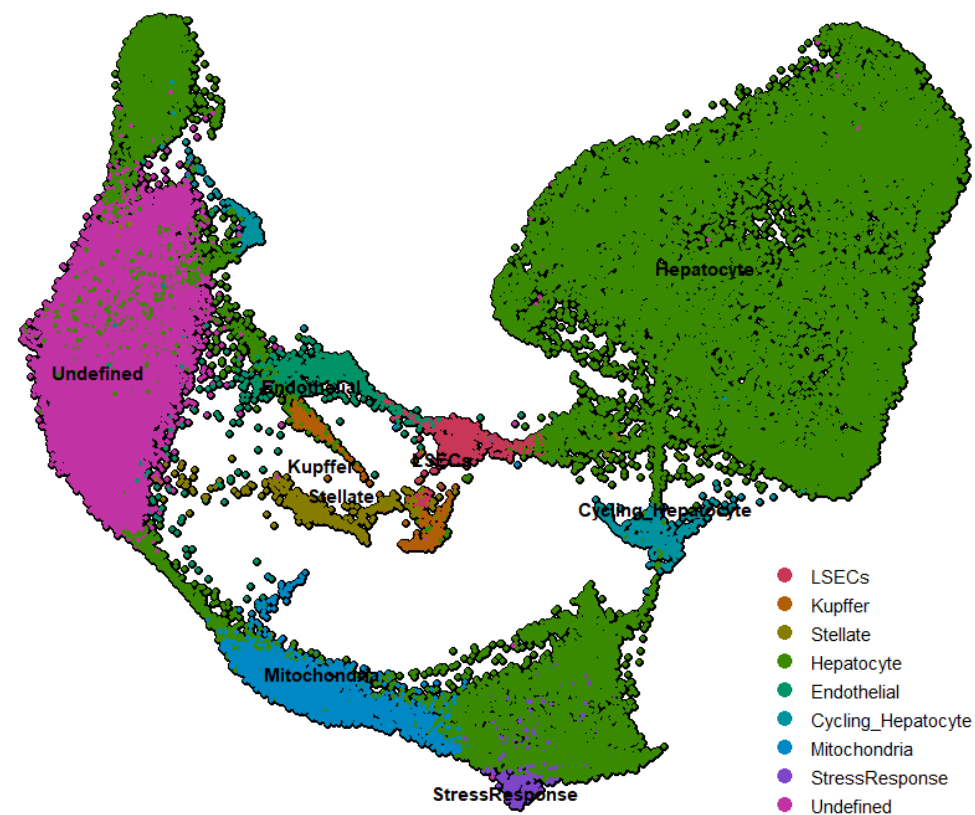 Hepatocyte
Undefined
Endothelial
LSECs
Kupffer
Stellate
Cycling_Hepatocyte
Mitochondria
StressResponse
LSECs
Kupffer
Stellate
Hepatocyte
Endothelial
Cycling_Hepatocyte
Mitochondria
StressResponse
Undefined